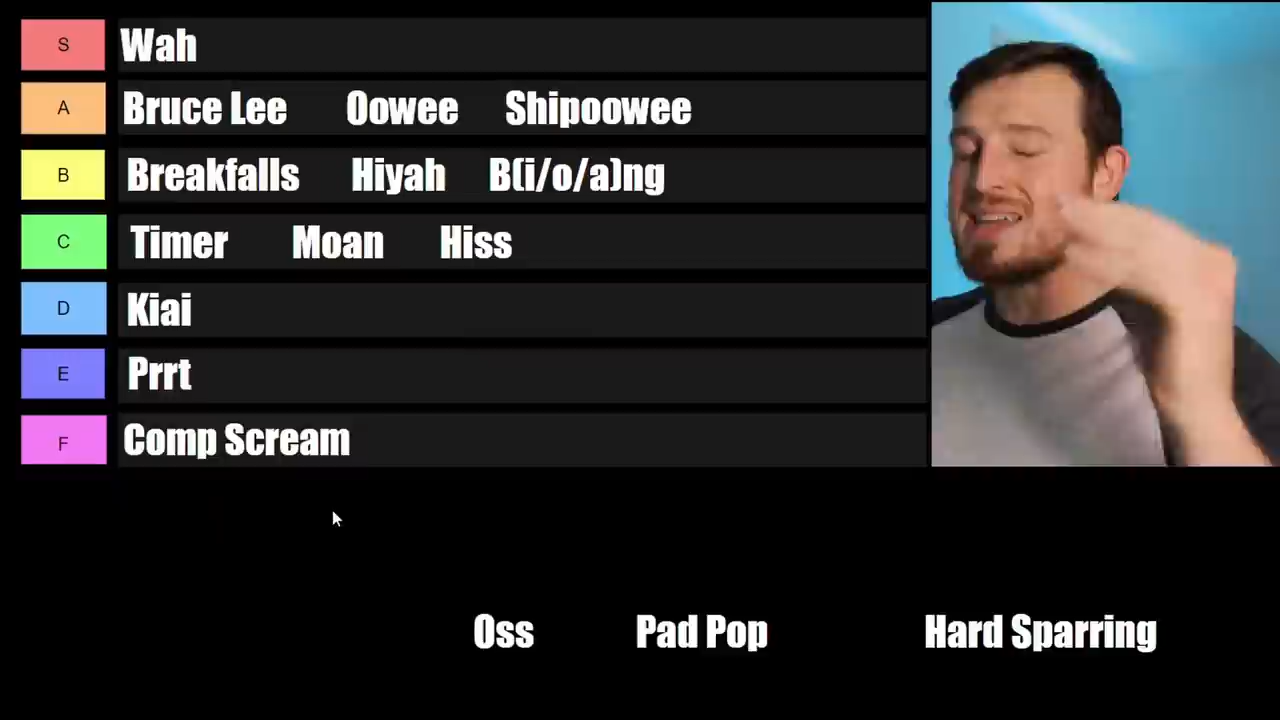 S Wah
A Bruce Lee Oowee Shipoowee
B Breakfalls Hiyah B(i/o/a)ng
C Timer Moan Hiss
D Kiai
E Prrt
F Comp Scream
Oss Pad Pop Hard Sparring